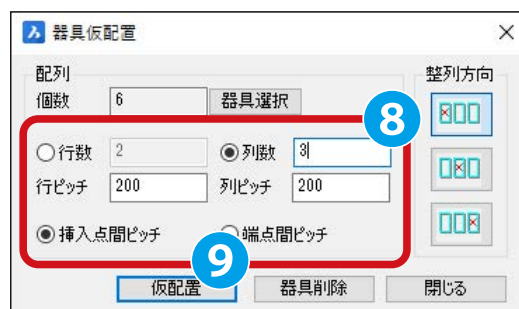 器具仮配置
配列
個数 6 器具選択
整列方向
8
行数 2 列数 3
行ピッチ 200 列ピッチ 200
挿入点間ピッチ 端点間ピッチ
9
仮配置 器具削除 閉じる